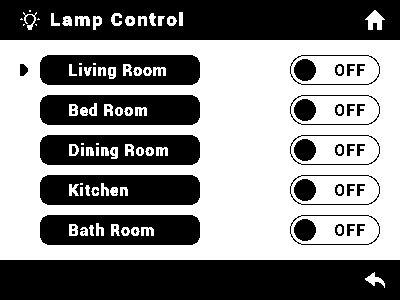 Lamp Control
Living Room OFF
Bed Room OFF
Dining Room OFF
Kitchen OFF
Bath Room OFF